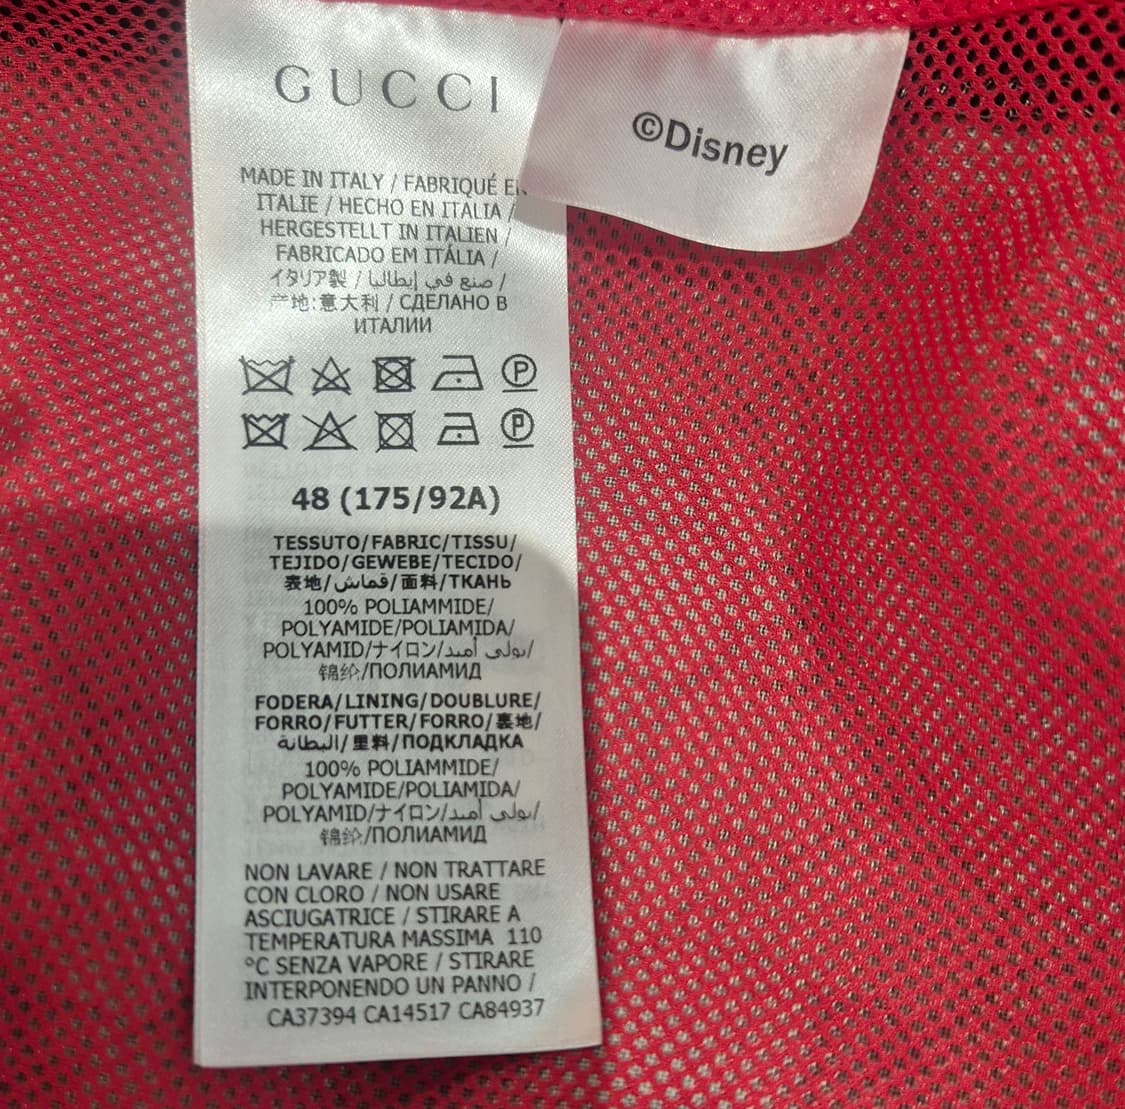 GUCCI
©Disney
MADE IN ITALY / FABRIQUÉ EN
ITALIE / HECHO EN ITALIA /
HERGESTELLT IN ITALIEN /
FABRICADO EM ITÁLIA /
イタリア製 / صنع في إيطاليا /
产地:意大利 / СДЕЛАНО В
ИТАЛИИ
P
P
48 (175/92A)
TESSUTO/FABRIC/TISSU/
TEJIDO/GEWEBE/TECIDO/
表地/قماش/面料/ТКАНЬ
100% POLIAMMIDE/
POLYAMIDE/POLIAMIDA/
POLYAMID/ナイロン/بولي أميد/
锦纶/ПОЛИАМИД
FODERA/LINING/DOUBLURE/
FORRO/FUTTER/FORRO/裏地/
البطانة/里料/ПОДКЛАДКА
100% POLIAMMIDE/
POLYAMIDE/POLIAMIDA/
POLYAMID/ナイロン/بولي أميد/
锦纶/ПОЛИАМИД
NON LAVARE / NON TRATTARE
CON CLORO / NON USARE
ASCIUGATRICE / STIRARE A
TEMPERATURA MASSIMA 110
°C SENZA VAPORE / STIRARE
INTERPONENDO UN PANNO /
CA37394 CA14517 CA84937